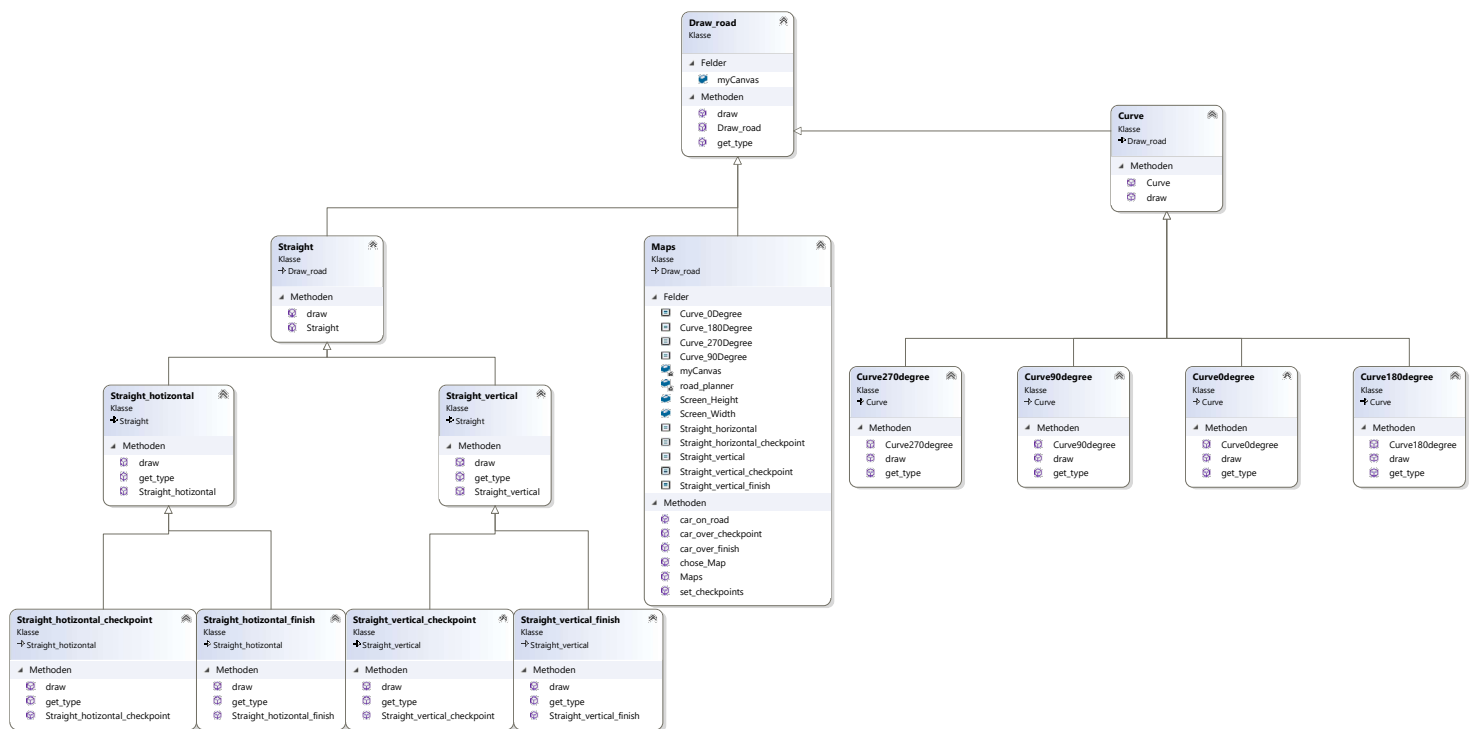 Draw_road
Klasse
Felder
myCanvas
Methoden
draw
Draw_road
get_type
Curve
Klasse
Draw_road
Methoden
Curve
draw
Straight
Klasse
Draw_road
Methoden
draw
Straight
Maps
Klasse
Draw_road
Felder
Curve_0Degree
Curve_180Degree
Curve_270Degree
Curve_90Degree
myCanvas
road_planner
Screen_Height
Screen_Width
Straight_horizontal
Straight_horizontal_checkpoint
Straight_vertical
Straight_vertical_checkpoint
Straight_vertical_finish
Methoden
car_on_road
car_over_checkpoint
car_over_finish
chose_Map
Maps
set_checkpoints
Curve270degree
Klasse
Curve
Methoden
Curve270degree
draw
get_type
Curve90degree
Klasse
Curve
Methoden
Curve90degree
draw
get_type
Curve0degree
Klasse
Curve
Methoden
Curve0degree
draw
get_type
Curve180degree
Klasse
Curve
Methoden
Curve180degree
draw
get_type
Straight_hotizontal
Klasse
Straight
Methoden
draw
get_type
Straight_hotizontal
Straight_vertical
Klasse
Straight
Methoden
draw
get_type
Straight_vertical
Straight_hotizontal_checkpoint
Klasse
Straight_hotizontal
Methoden
draw
get_type
Straight_hotizontal_checkpoint
Straight_hotizontal_finish
Klasse
Straight_hotizontal
Methoden
draw
get_type
Straight_hotizontal_finish
Straight_vertical_checkpoint
Klasse
Straight_vertical
Methoden
draw
get_type
Straight_vertical_checkpoint
Straight_vertical_finish
Klasse
Straight_vertical
Methoden
draw
get_type
Straight_vertical_finish